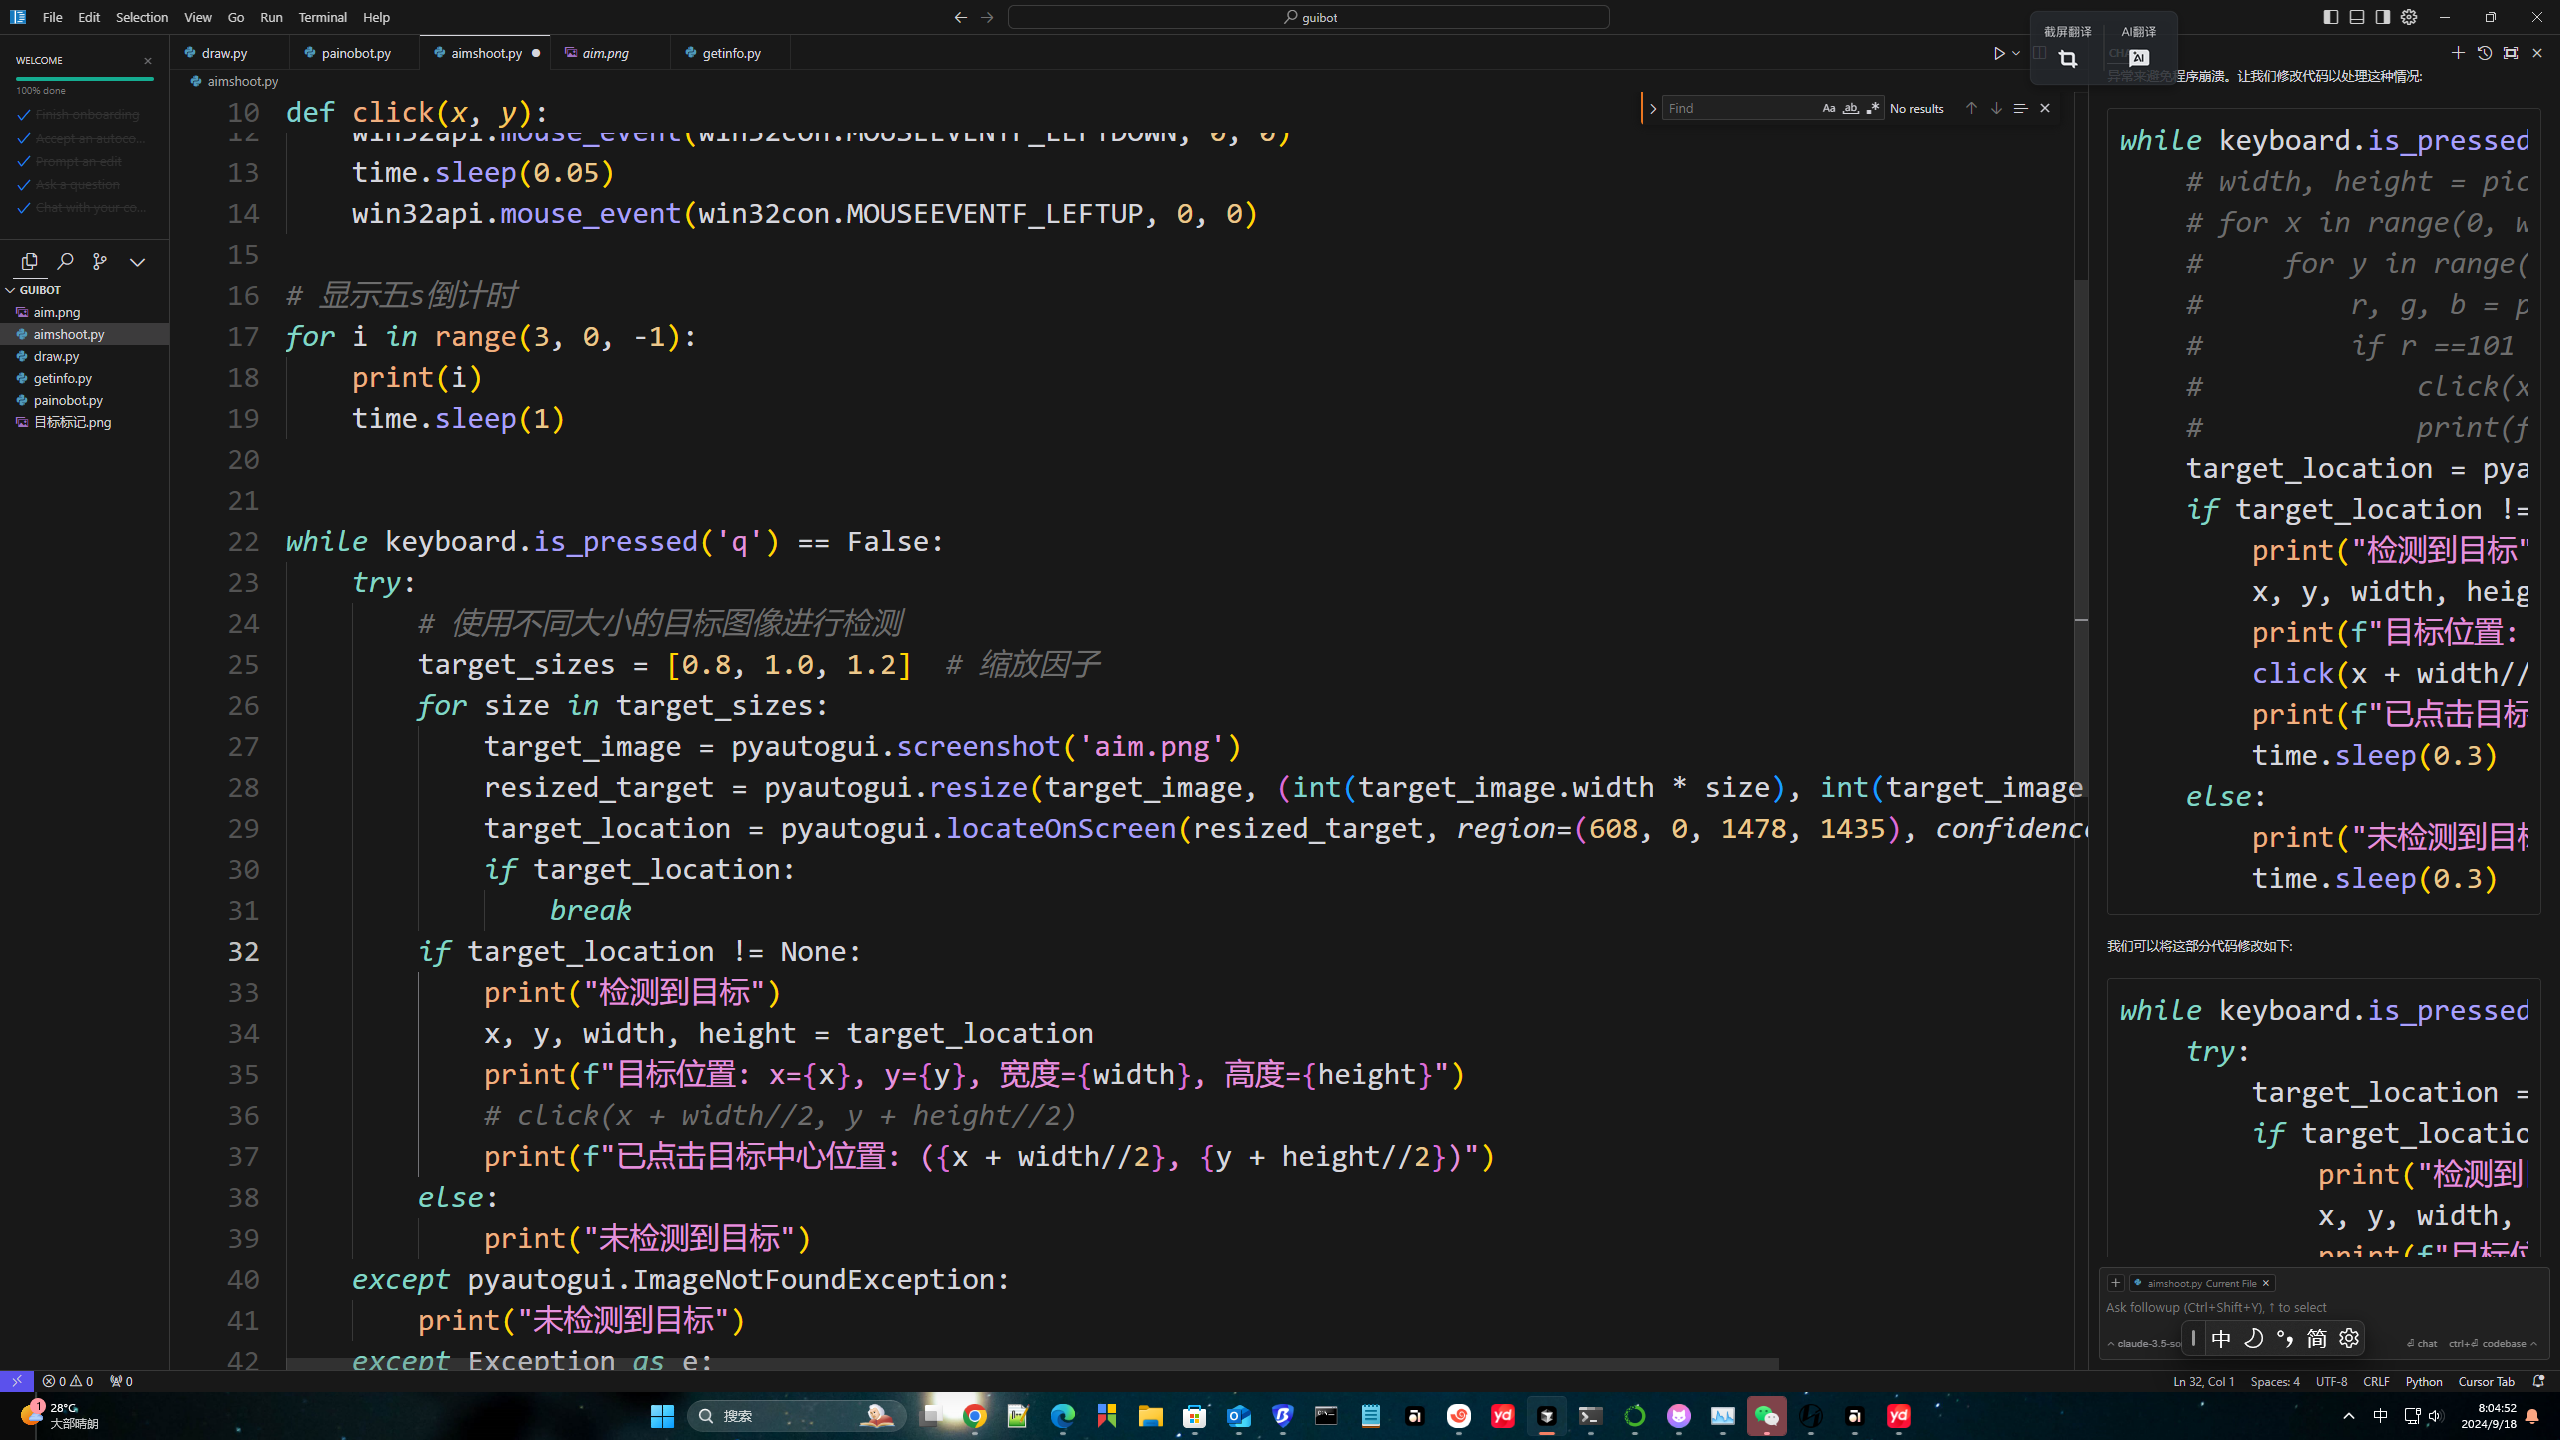 File Edit Selection View Go Run Terminal Help
guibot
截屏翻译 AI翻译
WELCOME
100% done
Finish onboarding
Accept an autoco...
Prompt an edit
Ask a question
Chat with your co...
GUIBOT
aim.png
aimshoot.py
draw.py
getinfo.py
painobot.py
目标标记.png
draw.py painobot.py aimshoot.py aim.png getinfo.py
aimshoot.py
Find Aa ab No results
10 def click(x, y):
12 win32api.mouse_event(win32con.MOUSEEVENTF_LEFTDOWN, 0, 0)
13 time.sleep(0.05)
14 win32api.mouse_event(win32con.MOUSEEVENTF_LEFTUP, 0, 0)
15
16 # 显示五s倒计时
17 for i in range(3, 0, -1):
18 print(i)
19 time.sleep(1)
20
21
22 while keyboard.is_pressed('q') == False:
23 try:
24 # 使用不同大小的目标图像进行检测
25 target_sizes = [0.8, 1.0, 1.2] # 缩放因子
26 for size in target_sizes:
27 target_image = pyautogui.screenshot('aim.png')
28 resized_target = pyautogui.resize(target_image, (int(target_image.width * size), int(target_image
29 target_location = pyautogui.locateOnScreen(resized_target, region=(608, 0, 1478, 1435), confidence
30 if target_location:
31 break
32 if target_location != None:
33 print("检测到目标")
34 x, y, width, height = target_location
35 print(f"目标位置: x={x}, y={y}, 宽度={width}, 高度={height}")
36 # click(x + width//2, y + height//2)
37 print(f"已点击目标中心位置: ({x + width//2}, {y + height//2})")
38 else:
39 print("未检测到目标")
40 except pyautogui.ImageNotFoundException:
41 print("未检测到目标")
42 except Exception as e:
异常来避免程序崩溃。让我们修改代码以处理这种情况:
while keyboard.is_pressed
# width, height = pic
# for x in range(0, w
# for y in range(
# r, g, b = p
# if r ==101
# click(x
# print(f
target_location = pya
if target_location !=
print("检测到目标"
x, y, width, heig
print(f"目标位置:
click(x + width//
print(f"已点击目标
time.sleep(0.3)
else:
print("未检测到目标
time.sleep(0.3)
我们可以将这部分代码修改如下:
while keyboard.is_pressed
try:
target_location =
if target_locatio
print("检测到
x, y, width,
print(f"目标位
aimshoot.py Current File
Ask followup (Ctrl+Shift+Y), ↑ to select
claude-3.5-so
中 简
chat ctrl+⏎ codebase
0 0 0
Ln 32, Col 1 Spaces: 4 UTF-8 CRLF Python Cursor Tab
1 28°C
大部晴朗
搜索
中
8:04:52
2024/9/18